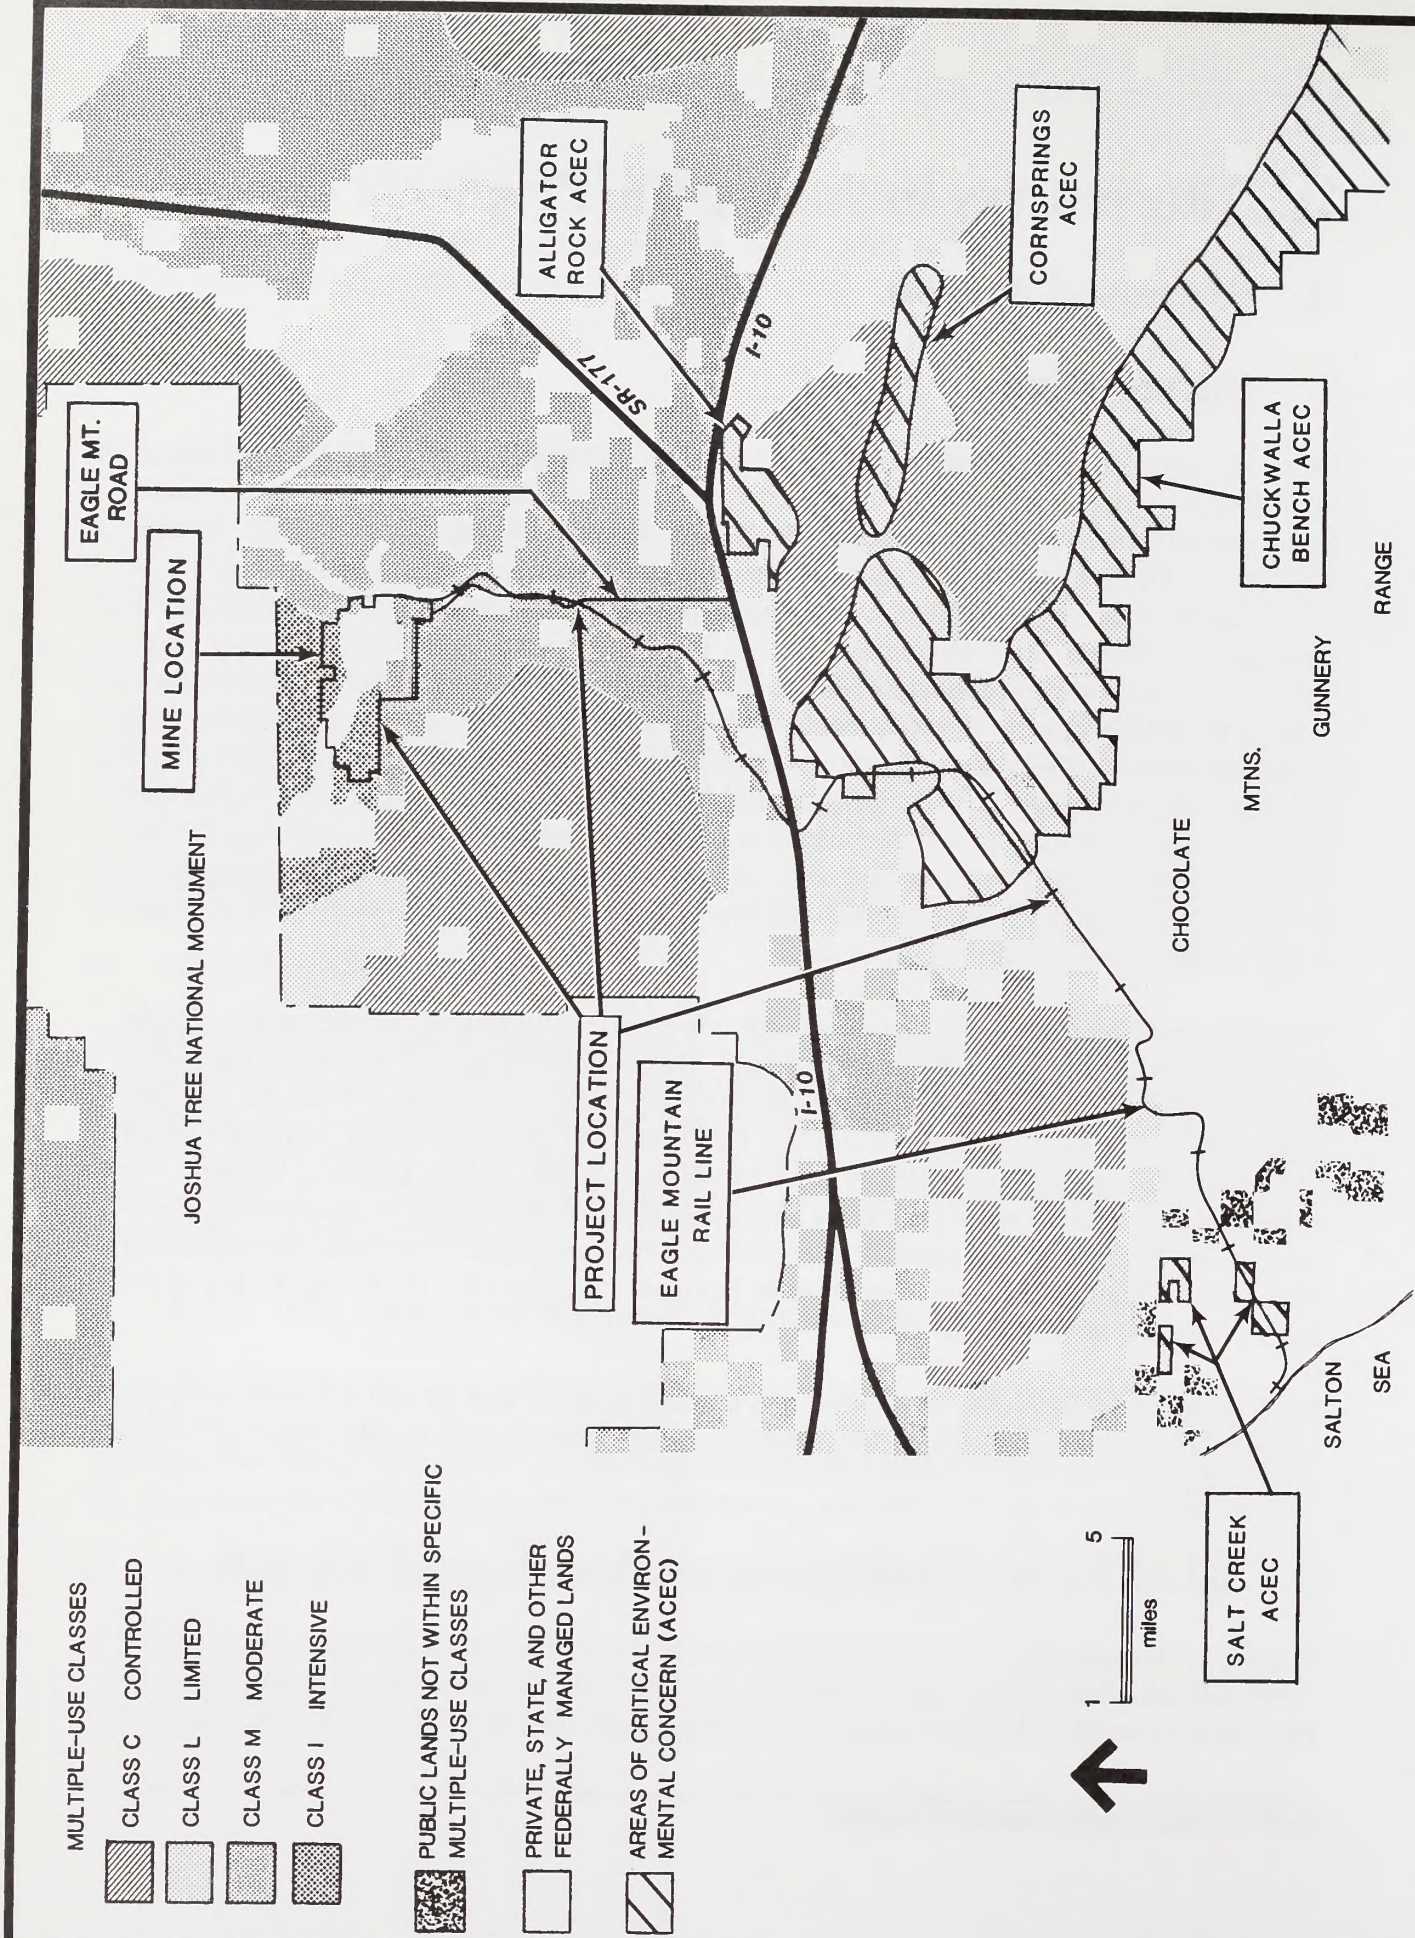 MULTIPLE-USE CLASSES
CLASS C CONTROLLED
CLASS L LIMITED
CLASS M MODERATE
CLASS I INTENSIVE
PUBLIC LANDS NOT WITHIN SPECIFIC
MULTIPLE-USE CLASSES
PRIVATE, STATE, AND OTHER
FEDERALLY MANAGED LANDS
AREAS OF CRITICAL ENVIRON-
MENTAL CONCERN (ACEC)
1 5
miles
JOSHUA TREE NATIONAL MONUMENT
EAGLE MT.
ROAD
MINE LOCATION
PROJECT LOCATION
EAGLE MOUNTAIN
RAIL LINE
I-10
SR-177
I-10
ALLIGATOR
ROCK ACEC
CORNSPRINGS
ACEC
CHUCKWALLA
BENCH ACEC
CHOCOLATE
MTNS.
GUNNERY
RANGE
SALT CREEK
ACEC
SALTON
SEA